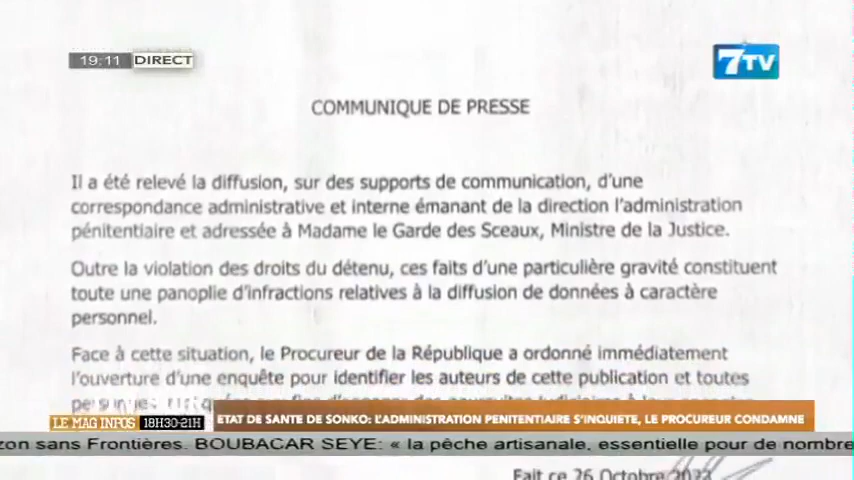 19:11 DIRECT
7TV
COMMUNIQUE DE PRESSE
Il a été relevé la diffusion, sur des supports de communication, d'une
correspondance administrative et interne émanant de la direction l'administration
pénitentiaire et adressée à Madame le Garde des Sceaux, Ministre de la Justice.
Outre la violation des droits du détenu, ces faits d'une particulière gravité constituent
toute une panoplie d'infractions relatives à la diffusion de données à caractère
personnel.
Face à cette situation, le Procureur de la République a ordonné immédiatement
l'ouverture d'une enquête pour identifier les auteurs de cette publication et toutes
LE MAG INFOS 18H30-21H ETAT DE SANTE DE SONKO: L'ADMINISTRATION PENITENTIAIRE S'INQUIETE, LE PROCUREUR CONDAMNE
zon sans Frontières. BOUBACAR SEYE: « la pêche artisanale, essentielle pour de nombre
Fait ce 26 Octobre 2023